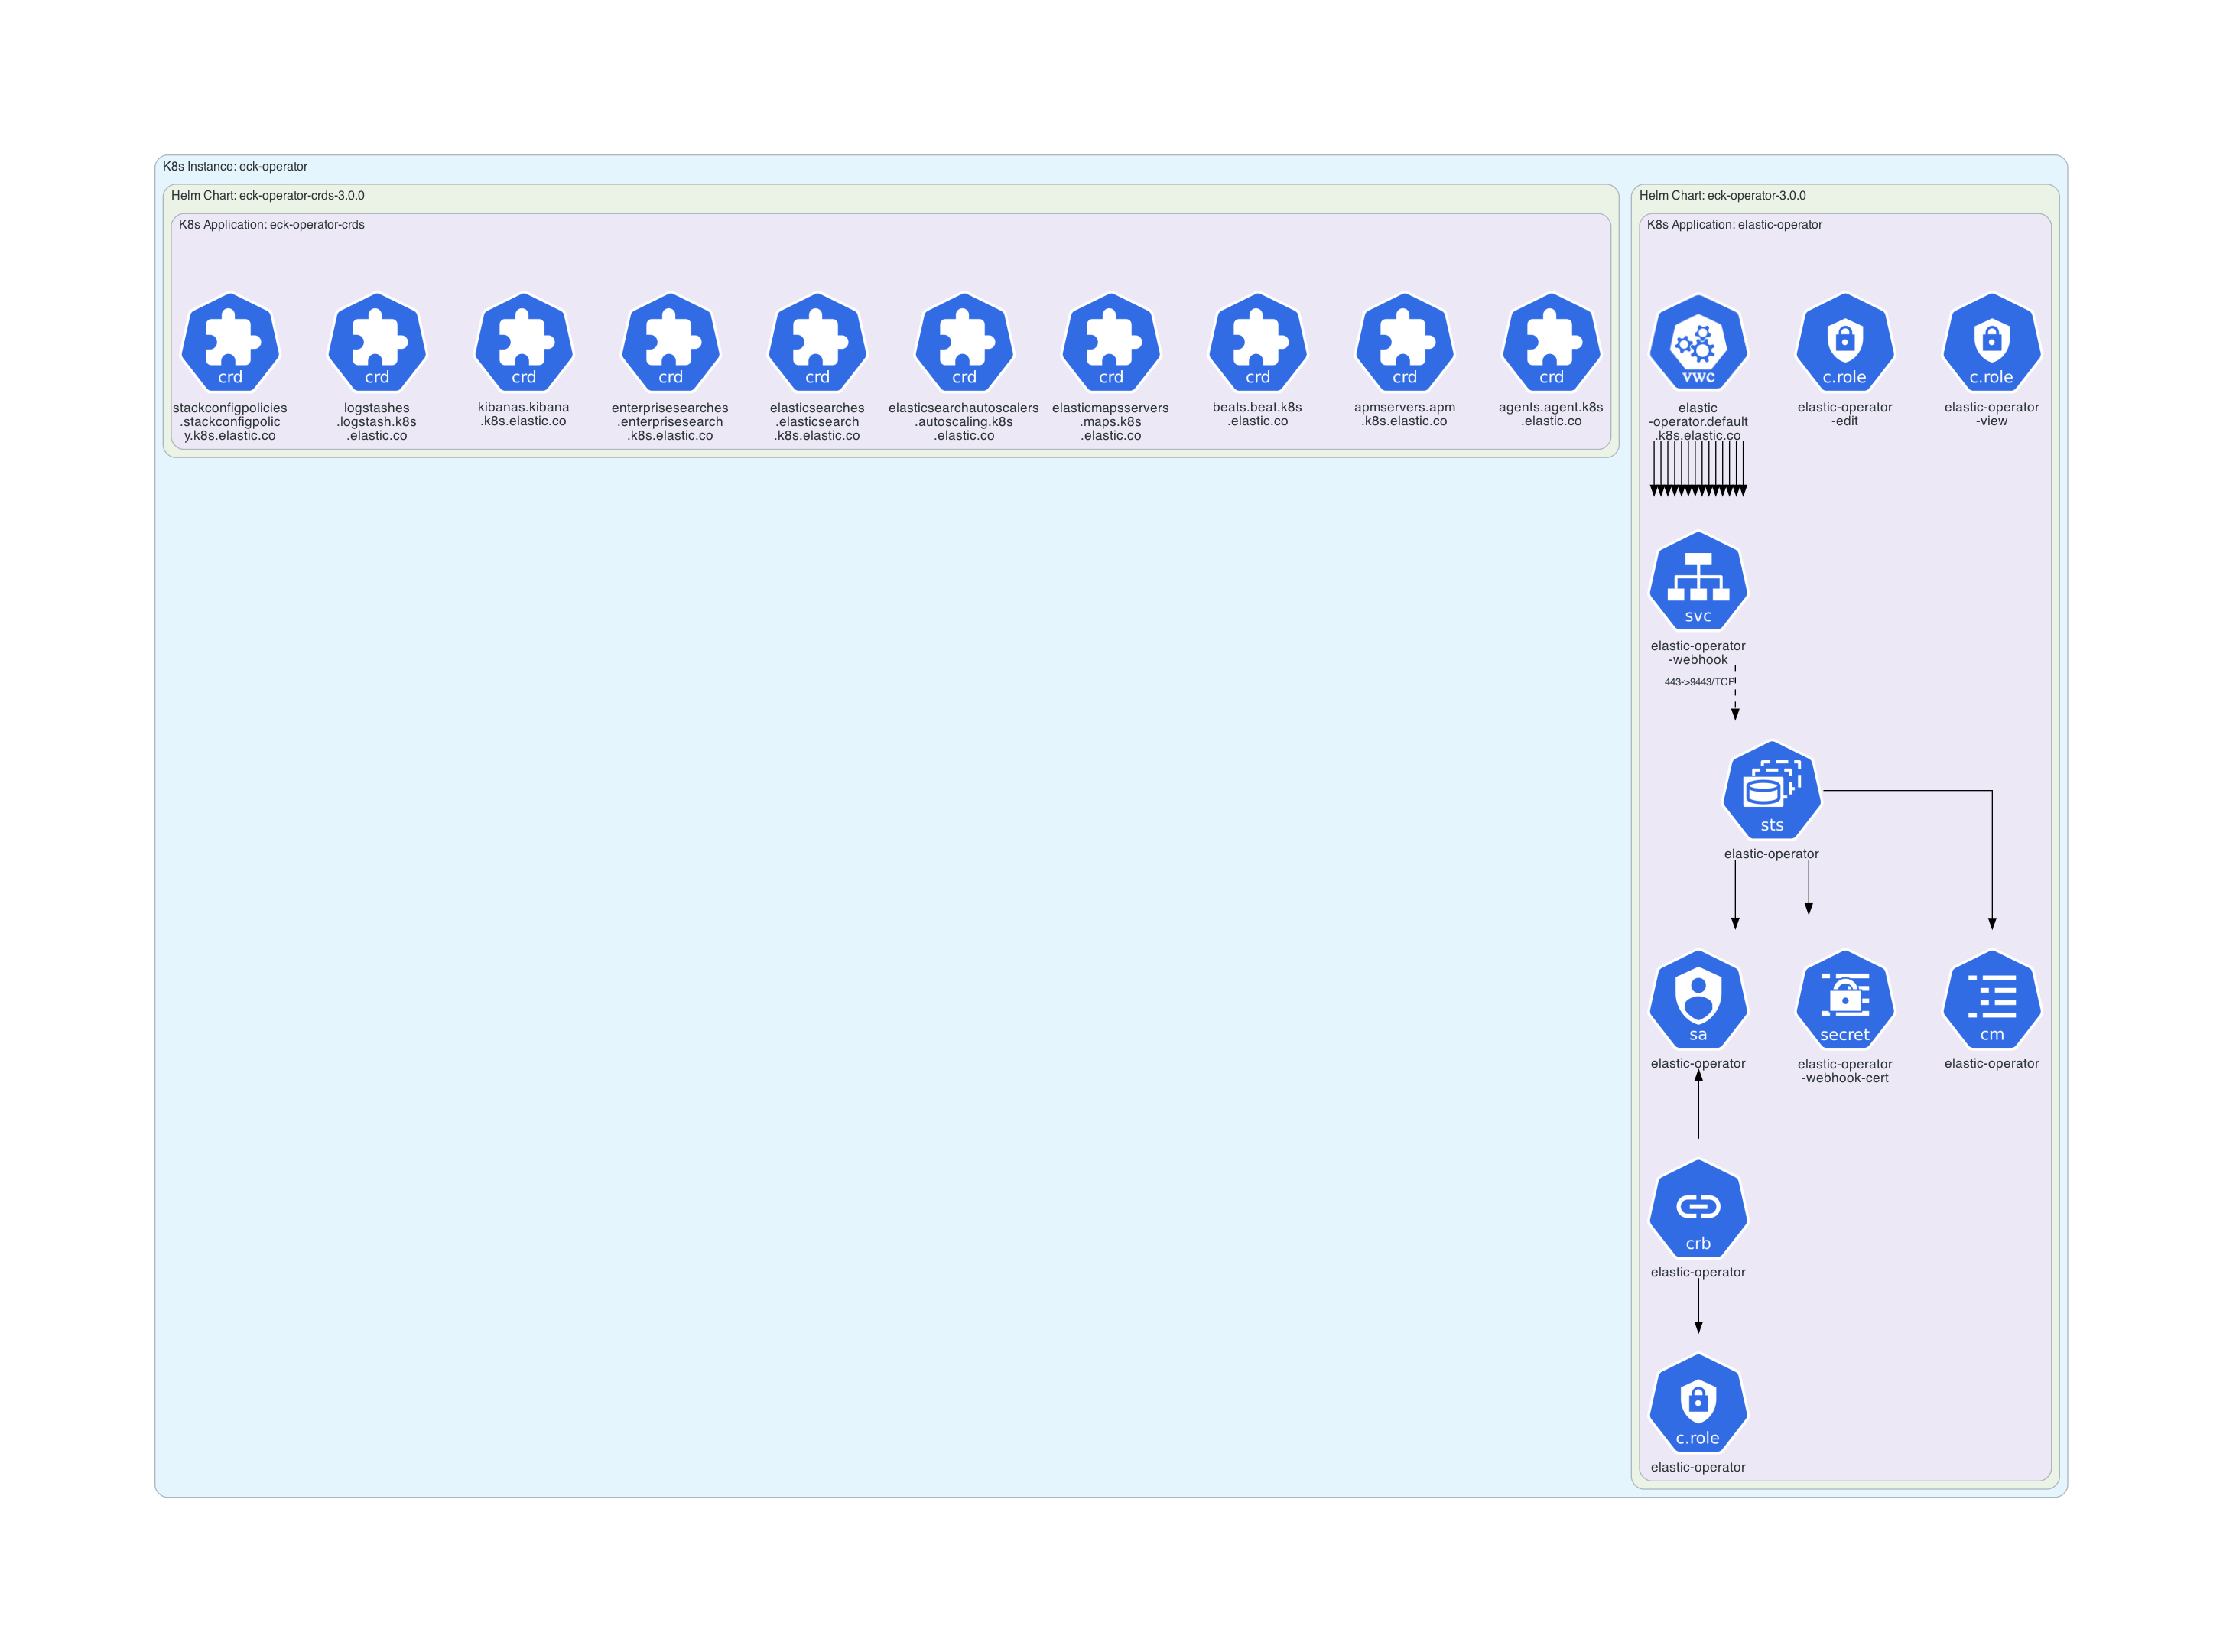 K8s Instance: eck-operator
Helm Chart: eck-operator-crds-3.0.0
K8s Application: eck-operator-crds
crd
stackconfigpolicies
.stackconfigpolic
y.k8s.elastic.co
crd
logstashes
.logstash.k8s
.elastic.co
crd
kibanas.kibana
.k8s.elastic.co
crd
enterprisesearches
.enterprisesearch
.k8s.elastic.co
crd
elasticsearches
.elasticsearch
.k8s.elastic.co
crd
elasticsearchautoscalers
.autoscaling.k8s
.elastic.co
crd
elasticmapsservers
.maps.k8s
.elastic.co
crd
beats.beat.k8s
.elastic.co
crd
apmservers.apm
.k8s.elastic.co
crd
agents.agent.k8s
.elastic.co
Helm Chart: eck-operator-3.0.0
K8s Application: elastic-operator
vwc
elastic
-operator.default
.k8s.elastic.co
c.role
elastic-operator
-edit
c.role
elastic-operator
-view
svc
elastic-operator
-webhook
443->9443/TCP
sts
elastic-operator
sa
elastic-operator
secret
elastic-operator
-webhook-cert
cm
elastic-operator
crb
elastic-operator
c.role
elastic-operator